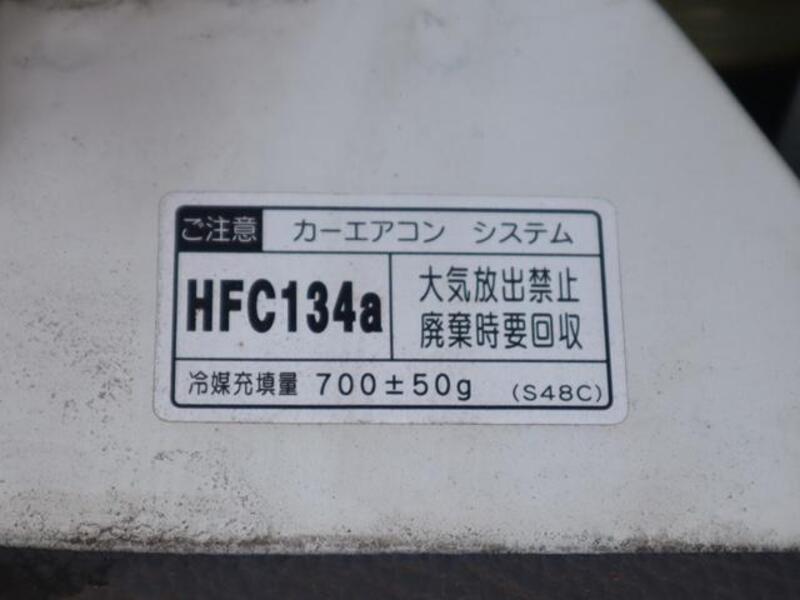 ご注意 カーエアコン システム
HFC134a
大気放出禁止
廃棄時要回収
冷媒充填量 700±50g (S48C)